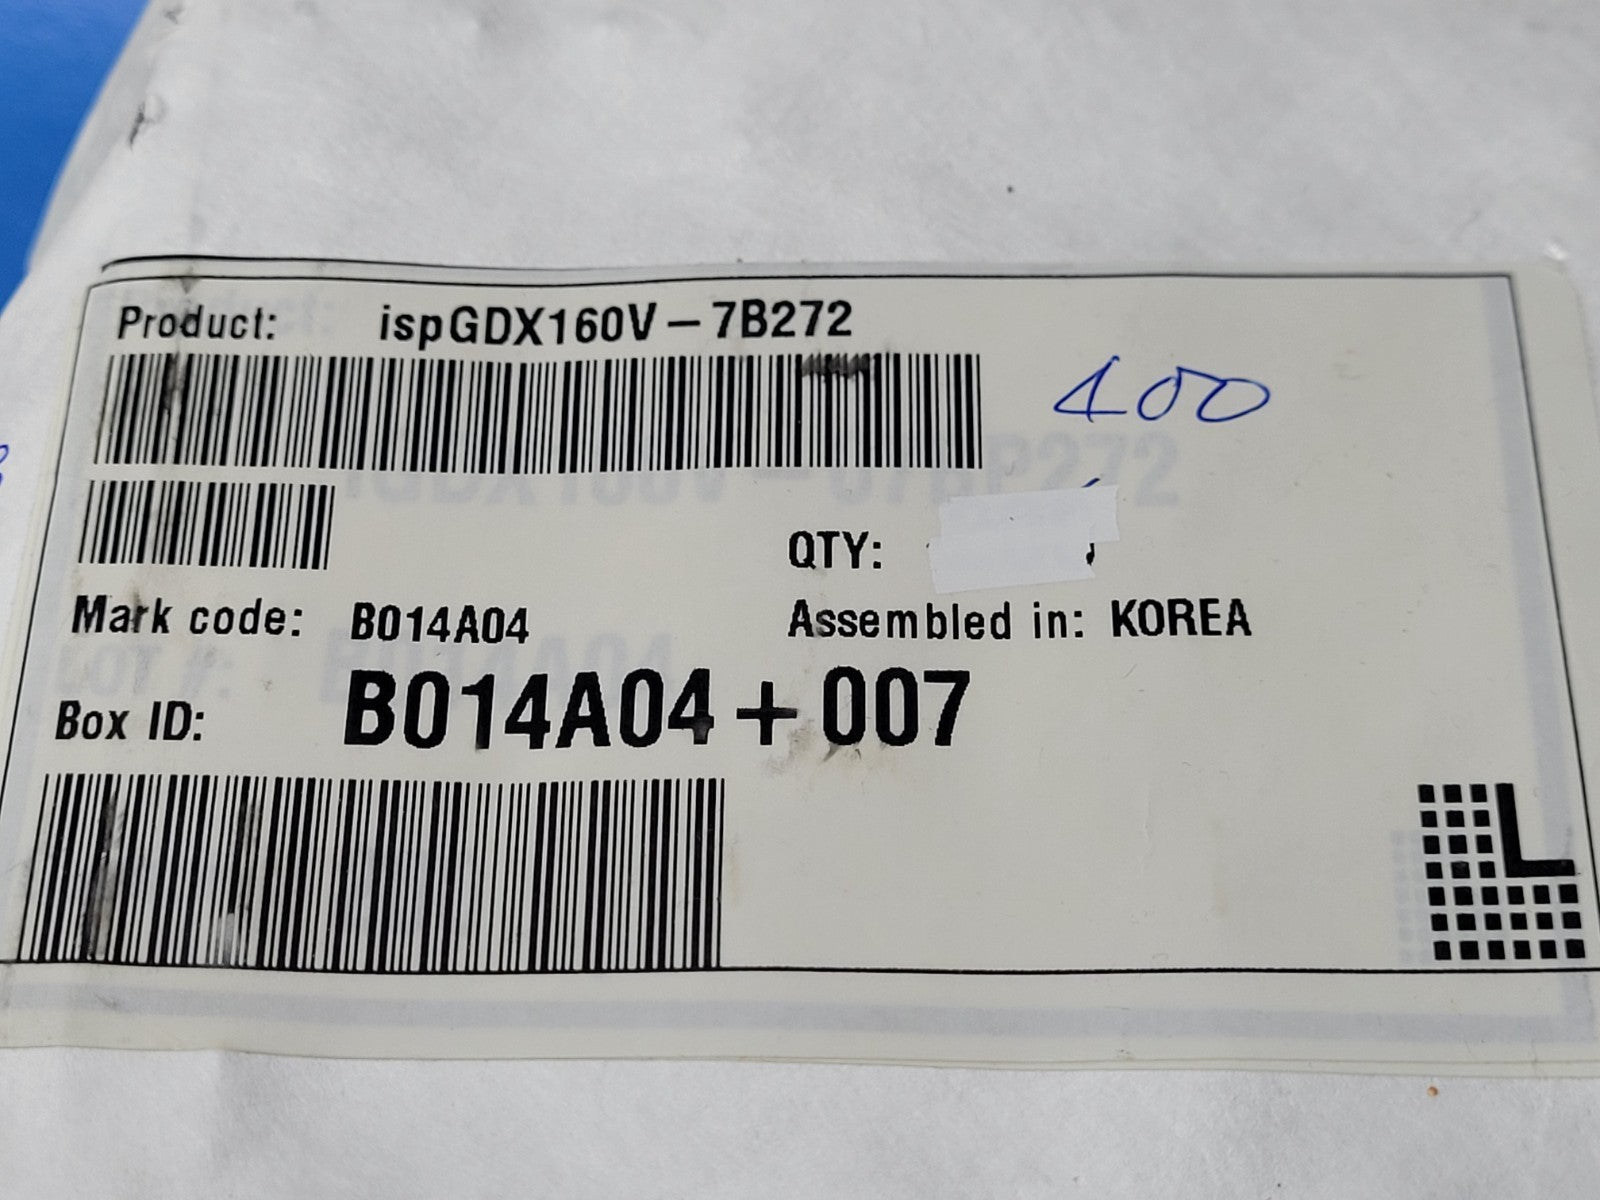 Product: ispGDX160V-7B272
400
QTY:
Mark code: B014A04
Assembled in: KOREA
Box ID: B014A04+007
L